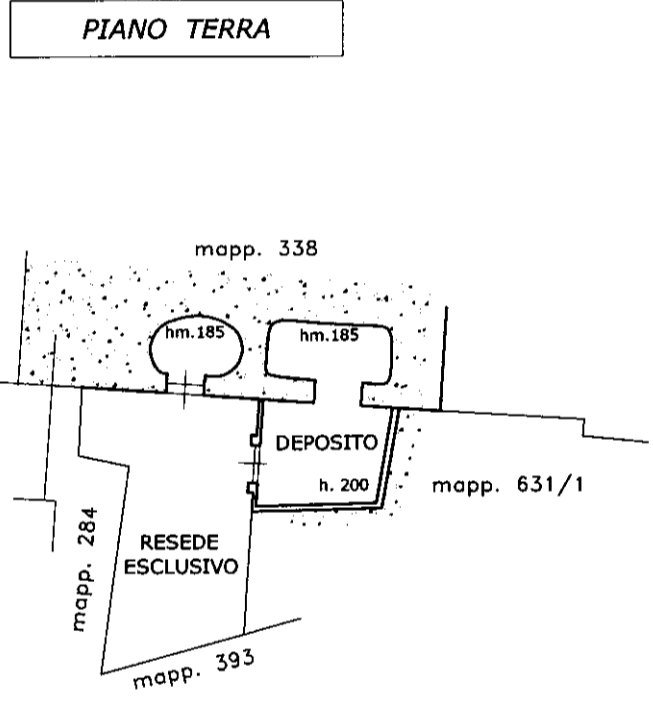 PIANO TERRA
mapp. 338
hm.185
hm.185
DEPOSITO
h. 200
mapp. 631/1
mapp. 284
RESEDE
ESCLUSIVO
mapp. 393